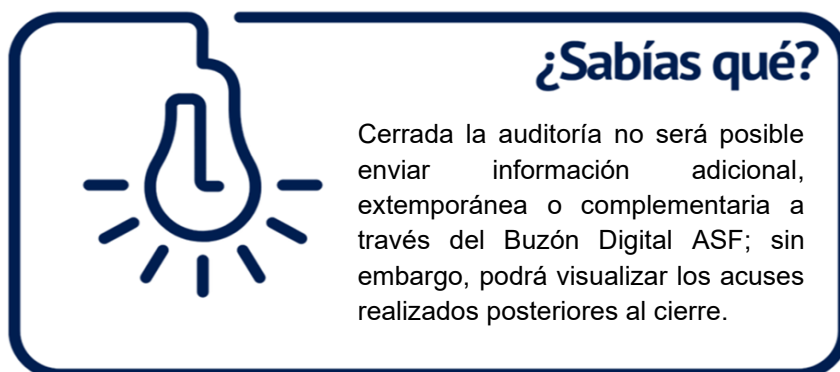 ¿Sabías qué?
Cerrada la auditoría no será posible
enviar información adicional,
extemporánea o complementaria a
través del Buzón Digital ASF; sin
embargo, podrá visualizar los acuses
realizados posteriores al cierre.